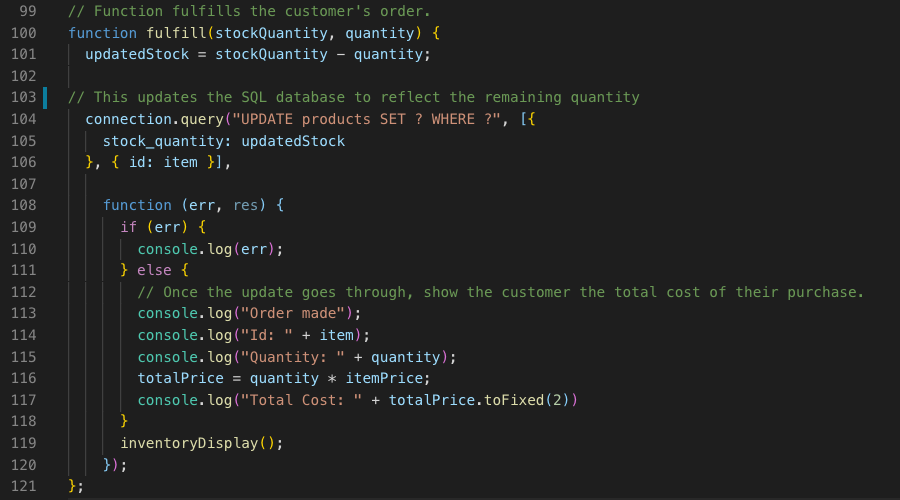 99 // Function fulfills the customer's order.
100 function fulfill(stockQuantity, quantity) {
101 updatedStock = stockQuantity - quantity;
102
103 // This updates the SQL database to reflect the remaining quantity
104 connection.query("UPDATE products SET ? WHERE ?", [{
105 stock_quantity: updatedStock
106 }, { id: item }],
107
108 function (err, res) {
109 if (err) {
110 console.log(err);
111 } else {
112 // Once the update goes through, show the customer the total cost of their purchase.
113 console.log("Order made");
114 console.log("Id: " + item);
115 console.log("Quantity: " + quantity);
116 totalPrice = quantity * itemPrice;
117 console.log("Total Cost: " + totalPrice.toFixed(2))
118 }
119 inventoryDisplay();
120 });
121 };